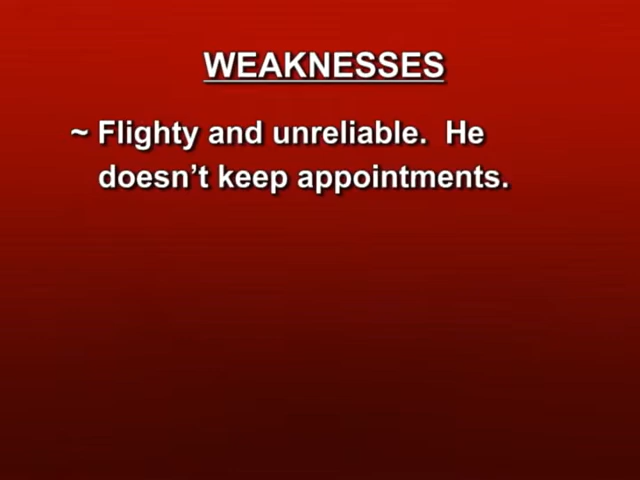 WEAKNESSES
~ Flighty and unreliable.  He
doesn’t keep appointments.